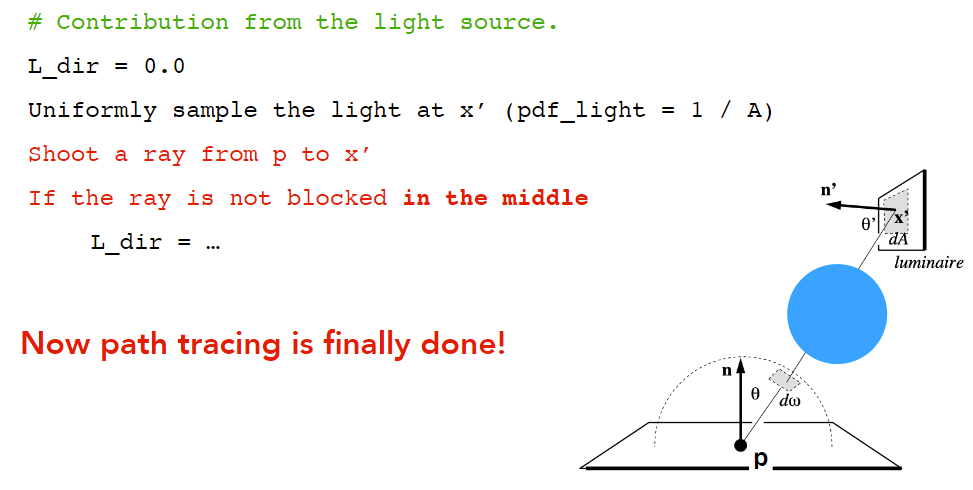 # Contribution from the light source.
L_dir = 0.0
Uniformly sample the light at x’ (pdf_light = 1 / A)
Shoot a ray from p to x’
If the ray is not blocked in the middle
L_dir = …
Now path tracing is finally done!
n’
x’
θ’
dA
luminaire
n
θ
dω
p